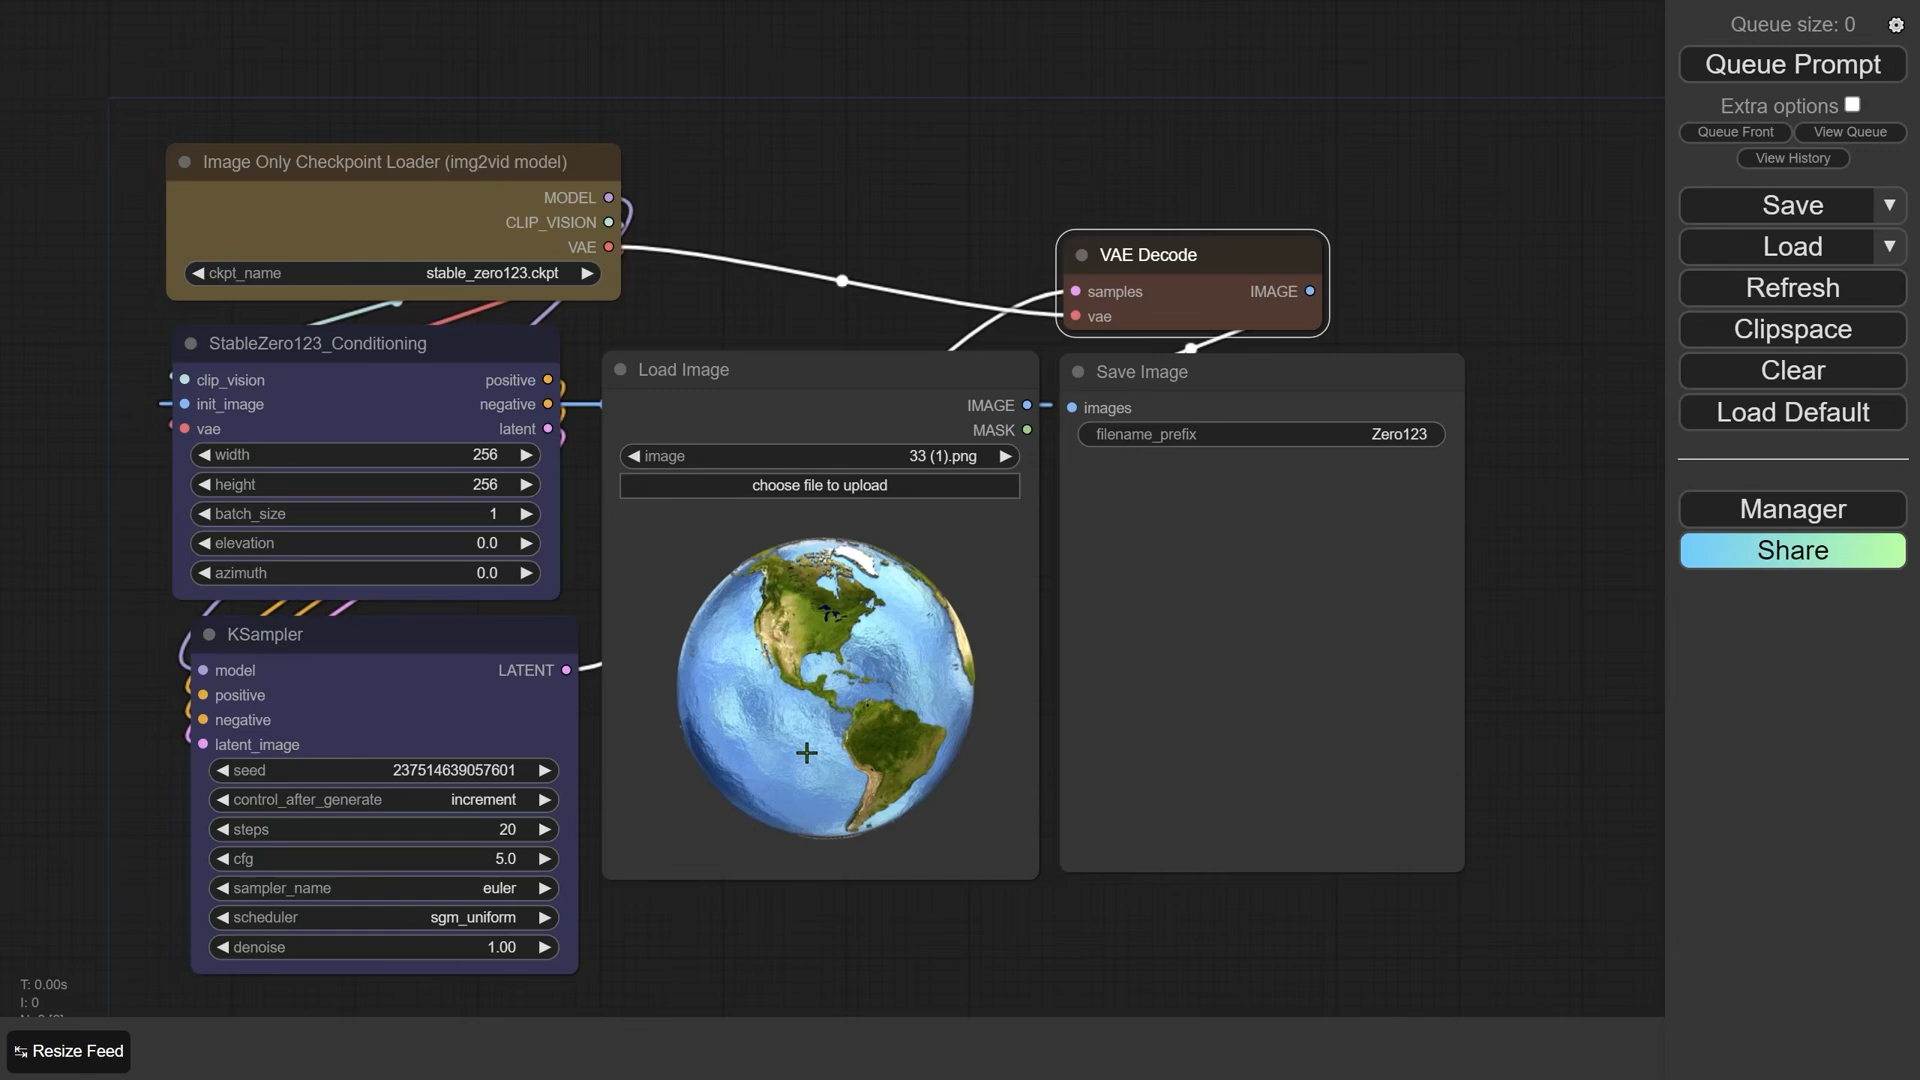 Queue size: 0
Queue Prompt
Extra options
Queue Front
View Queue
View History
Save
Load
Refresh
Clipspace
Clear
Load Default
Manager
Share
Image Only Checkpoint Loader (img2vid model)
MODEL
CLIP_VISION
VAE
ckpt_name stable_zero123.ckpt
StableZero123_Conditioning
clip_vision positive
init_image negative
vae latent
width 256
height 256
batch_size 1
elevation 0.0
azimuth 0.0
KSampler
model LATENT
positive
negative
latent_image
seed 237514639057601
control_after_generate increment
steps 20
cfg 5.0
sampler_name euler
scheduler sgm_uniform
denoise 1.00
Load Image
IMAGE
MASK
image 33 (1).png
choose file to upload
VAE Decode
samples IMAGE
vae
Save Image
images
filename_prefix Zero123
T: 0.00s
I: 0
Resize Feed